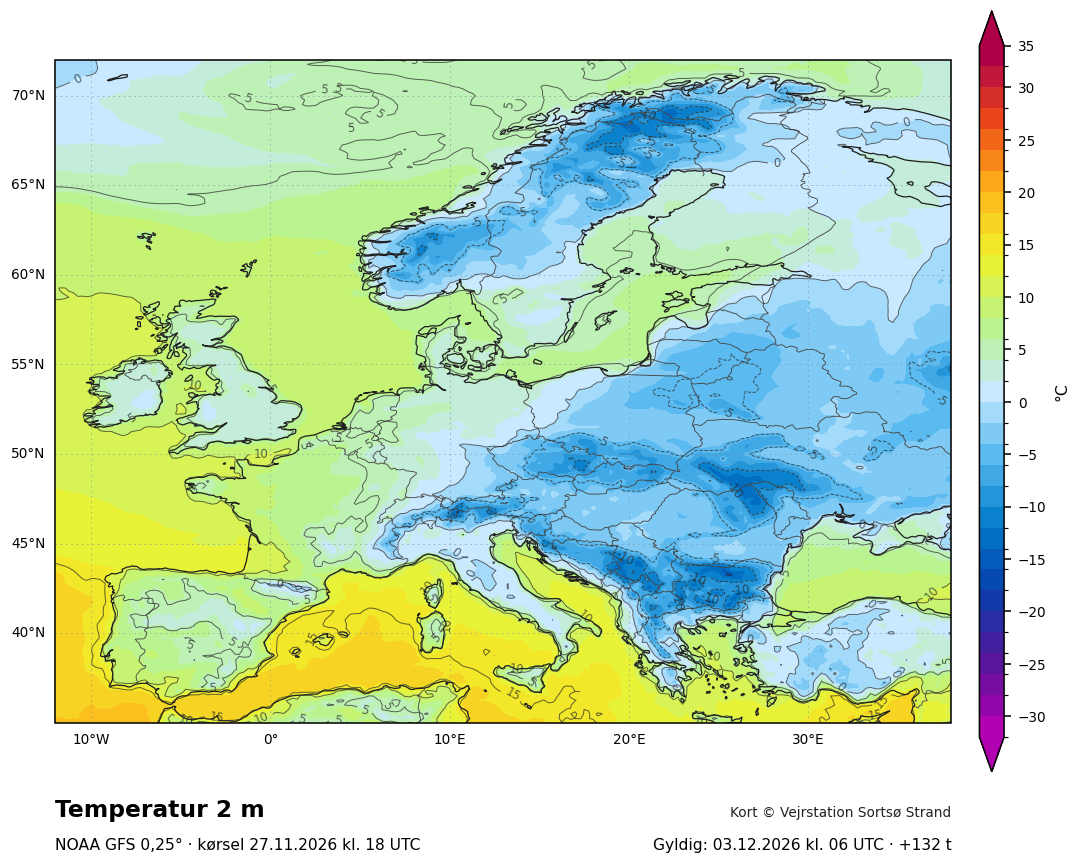 70°N
65°N
60°N
55°N
50°N
45°N
40°N
10°W 0° 10°E 20°E 30°E
35
30
25
20
15
10
5
0
−5
−10
−15
−20
−25
−30
°C
Temperatur 2 m
Kort © Vejrstation Sortsø Strand
NOAA GFS 0,25° · kørsel 27.11.2026 kl. 18 UTC
Gyldig: 03.12.2026 kl. 06 UTC · +132 t